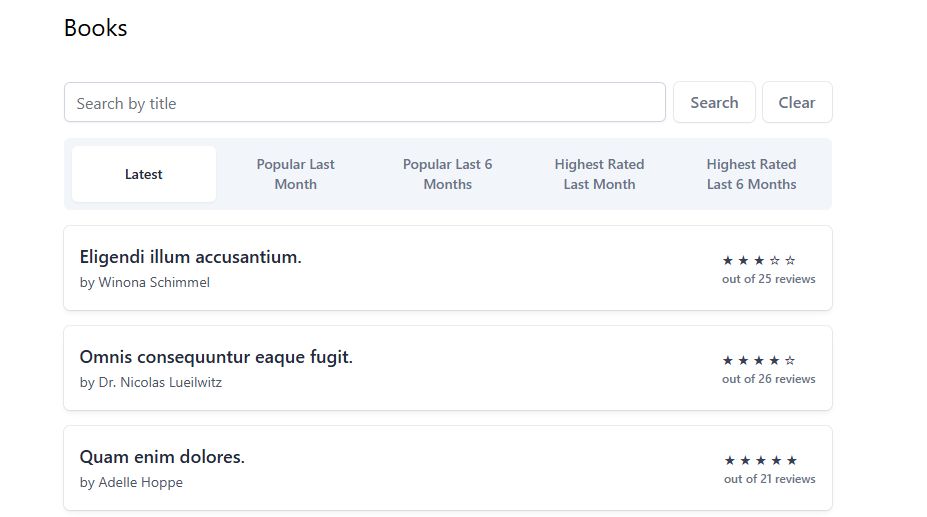 Books
Search by title
Search
Clear
Latest
Popular Last
Month
Popular Last 6
Months
Highest Rated
Last Month
Highest Rated
Last 6 Months
Eligendi illum accusantium.
by Winona Schimmel
★ ★ ★ ☆ ☆
out of 25 reviews
Omnis consequuntur eaque fugit.
by Dr. Nicolas Lueilwitz
★ ★ ★ ★ ☆
out of 26 reviews
Quam enim dolores.
by Adelle Hoppe
★ ★ ★ ★ ★
out of 21 reviews